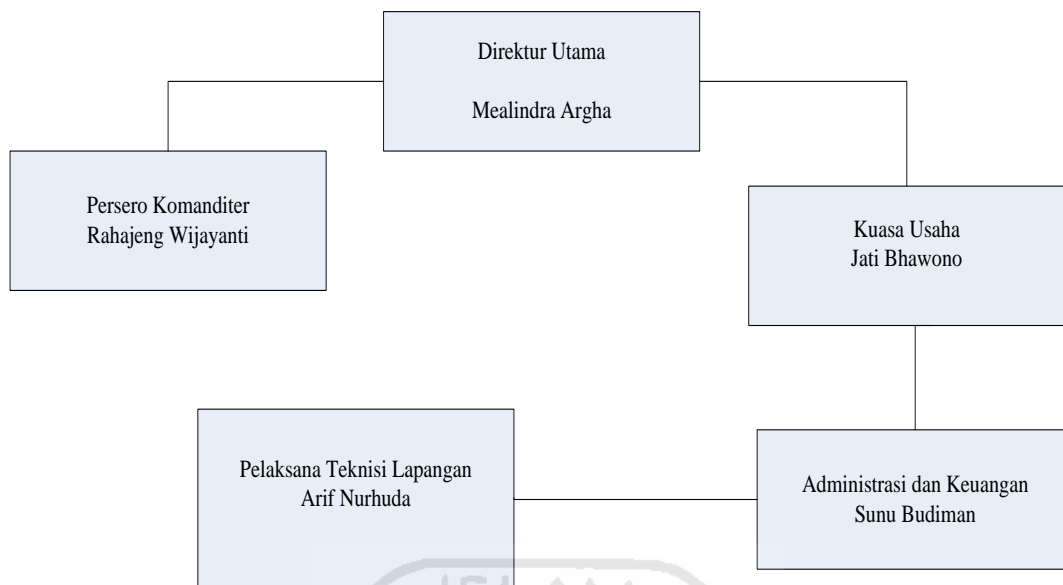 Direktur Utama
Mealindra Argha
Persero Komanditer
Rahajeng Wijayanti
Kuasa Usaha
Jati Bhawono
Pelaksana Teknisi Lapangan
Arif Nurhuda
Administrasi dan Keuangan
Sunu Budiman